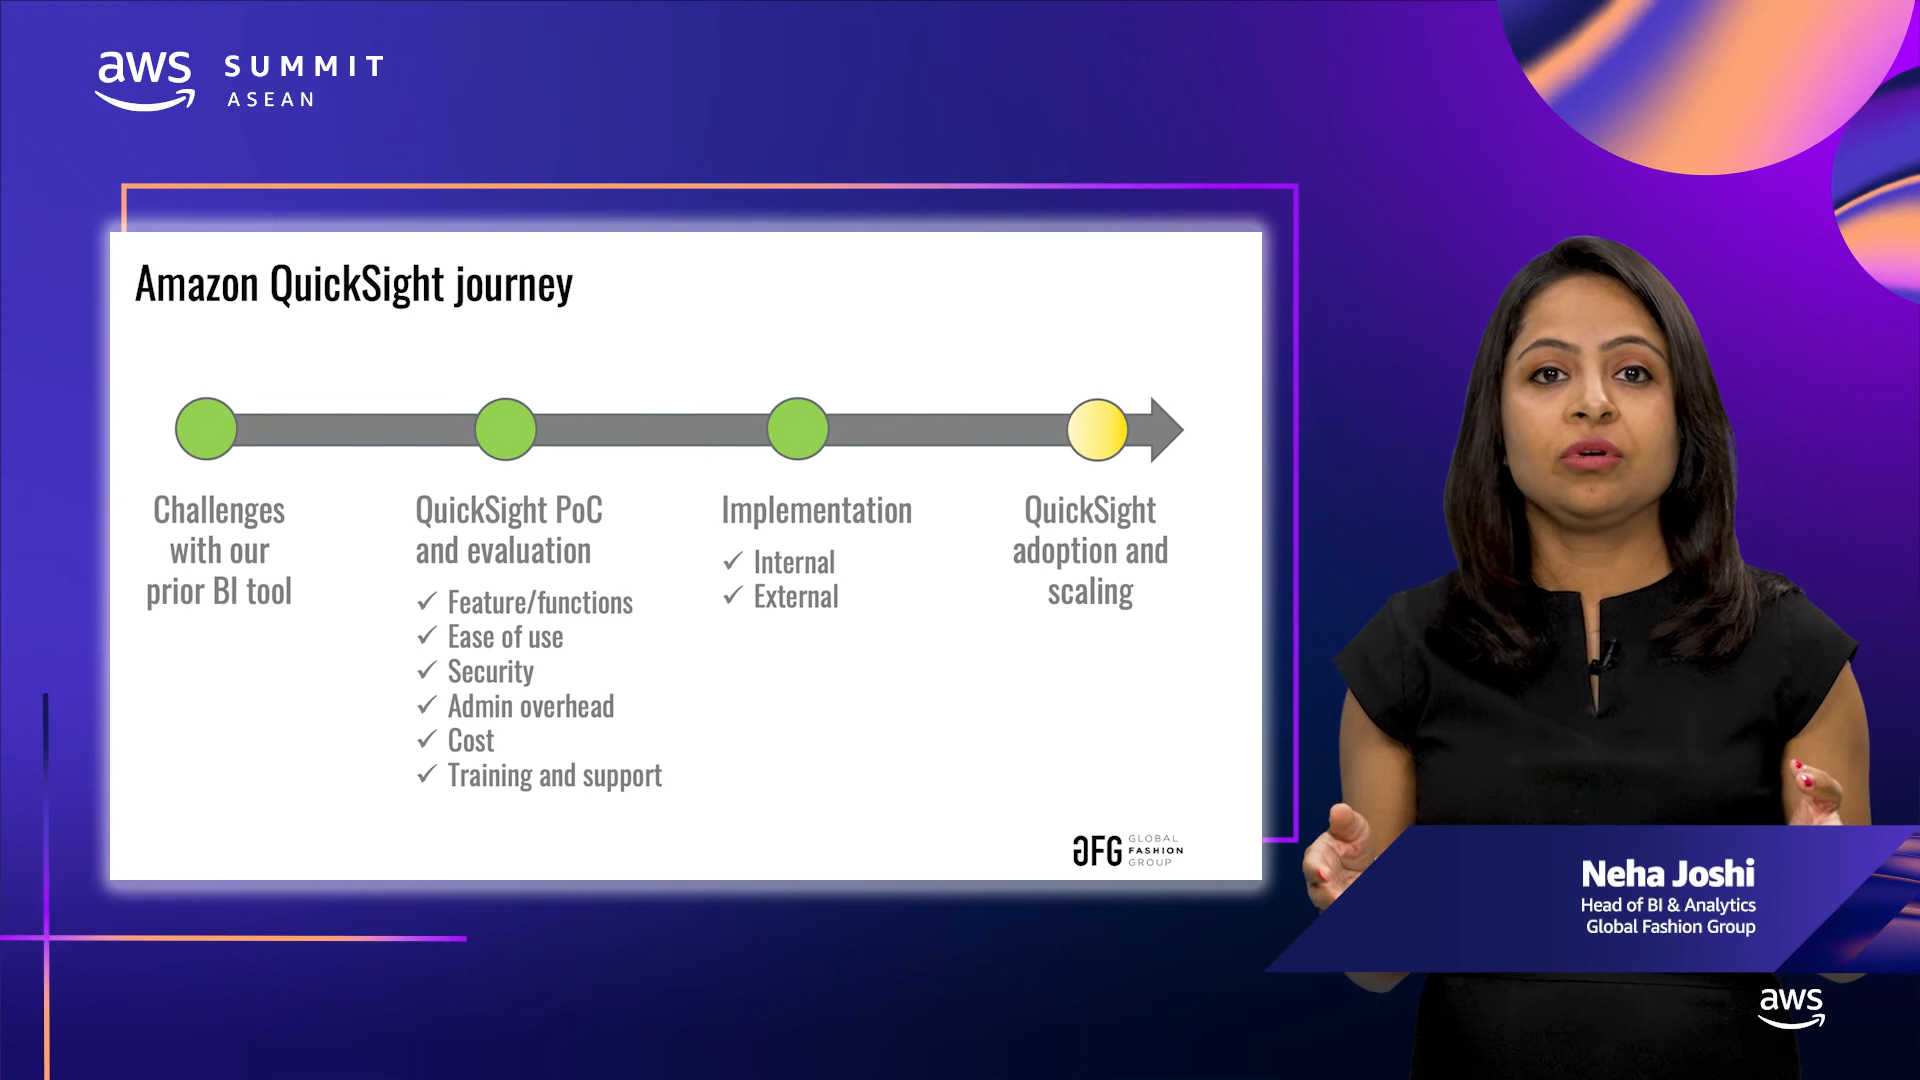 aws SUMMIT
ASEAN
Amazon QuickSight journey
Challenges
with our
prior BI tool
QuickSight PoC
and evaluation
✓ Feature/functions
✓ Ease of use
✓ Security
✓ Admin overhead
✓ Cost
✓ Training and support
Implementation
✓ Internal
✓ External
QuickSight
adoption and
scaling
GFG GLOBAL
FASHION
GROUP
Neha Joshi
Head of BI & Analytics
Global Fashion Group
aws